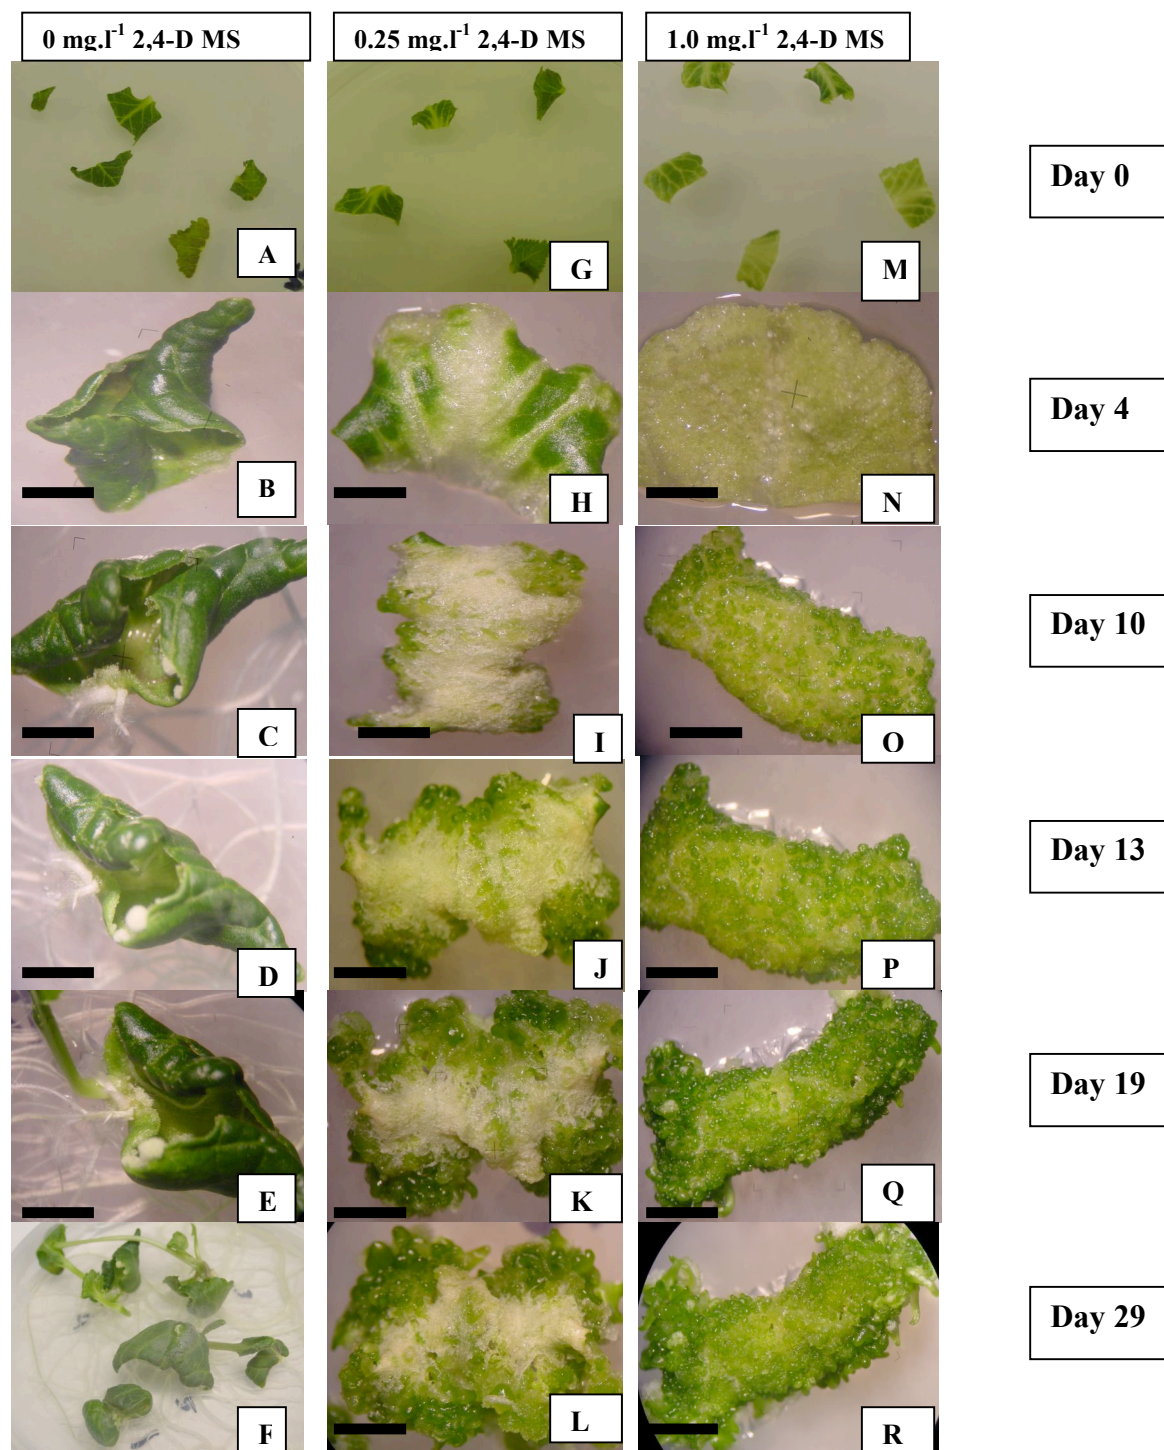 0 mg.l⁻¹ 2,4-D MS
0.25 mg.l⁻¹ 2,4-D MS
1.0 mg.l⁻¹ 2,4-D MS
A
G
M
Day 0
B
H
N
Day 4
C
I
O
Day 10
D
J
P
Day 13
E
K
Q
Day 19
F
L
R
Day 29